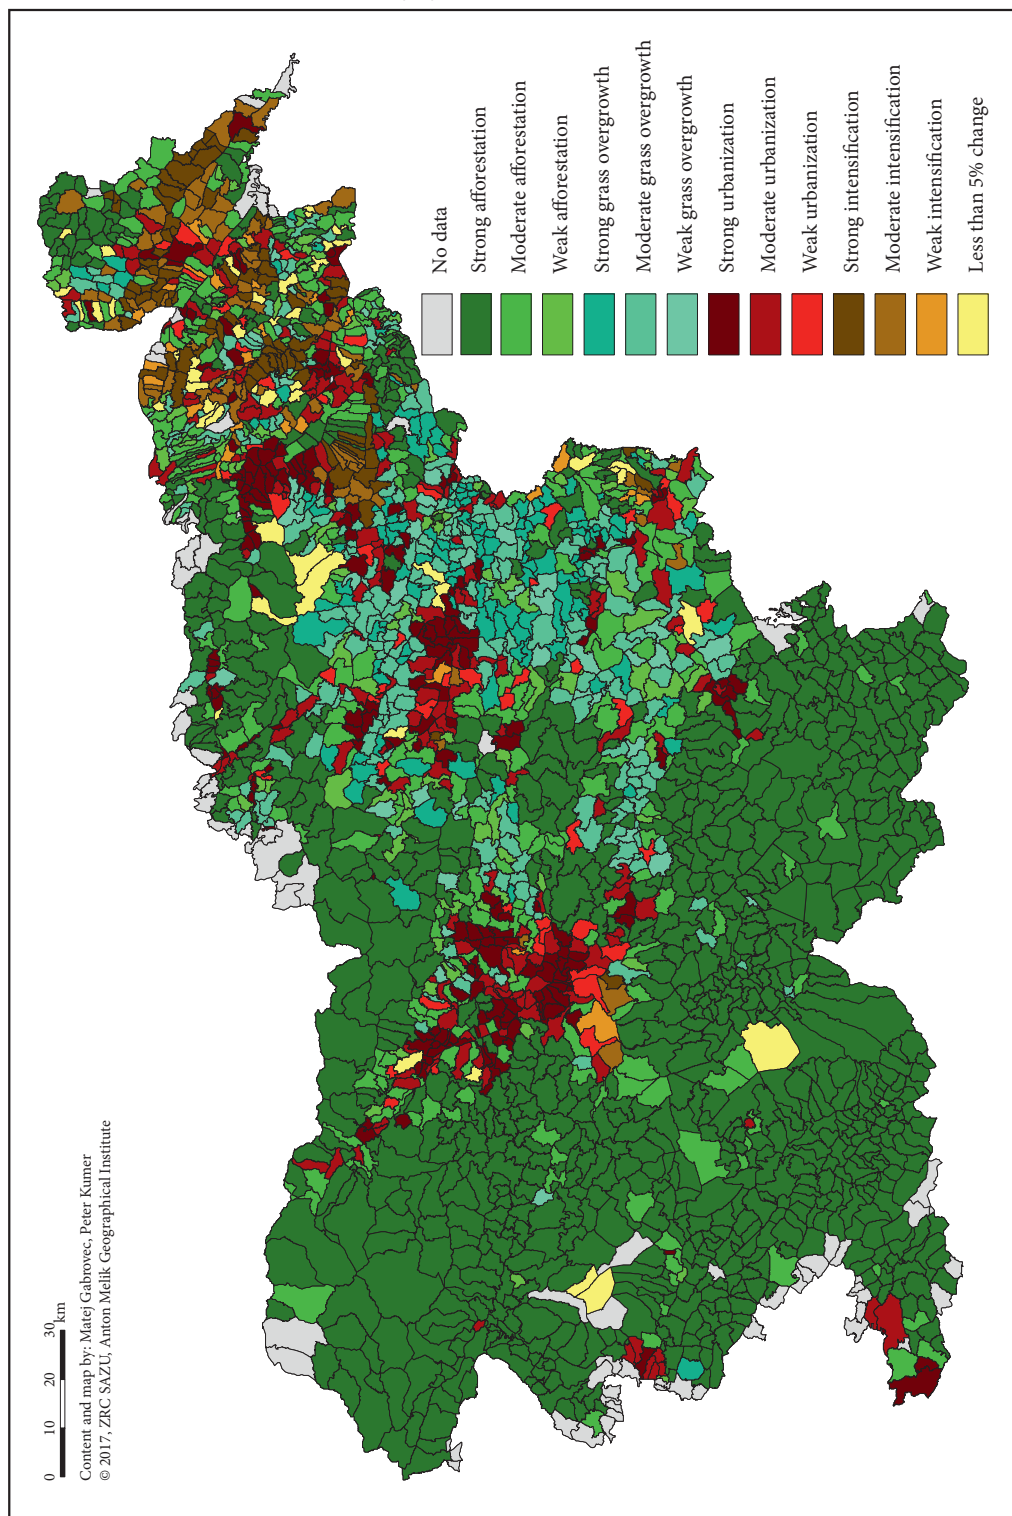 No data
Strong afforestation
Moderate afforestation
Weak afforestation
Strong grass overgrowth
Moderate grass overgrowth
Weak grass overgrowth
Strong urbanization
Moderate urbanization
Weak urbanization
Strong intensification
Moderate intensification
Weak intensification
Less than 5% change
0 10 20 30 km
Content and map by: Matej Gabrovec, Peter Kumer
© 2017, ZRC SAZU, Anton Melik Geographical Institute